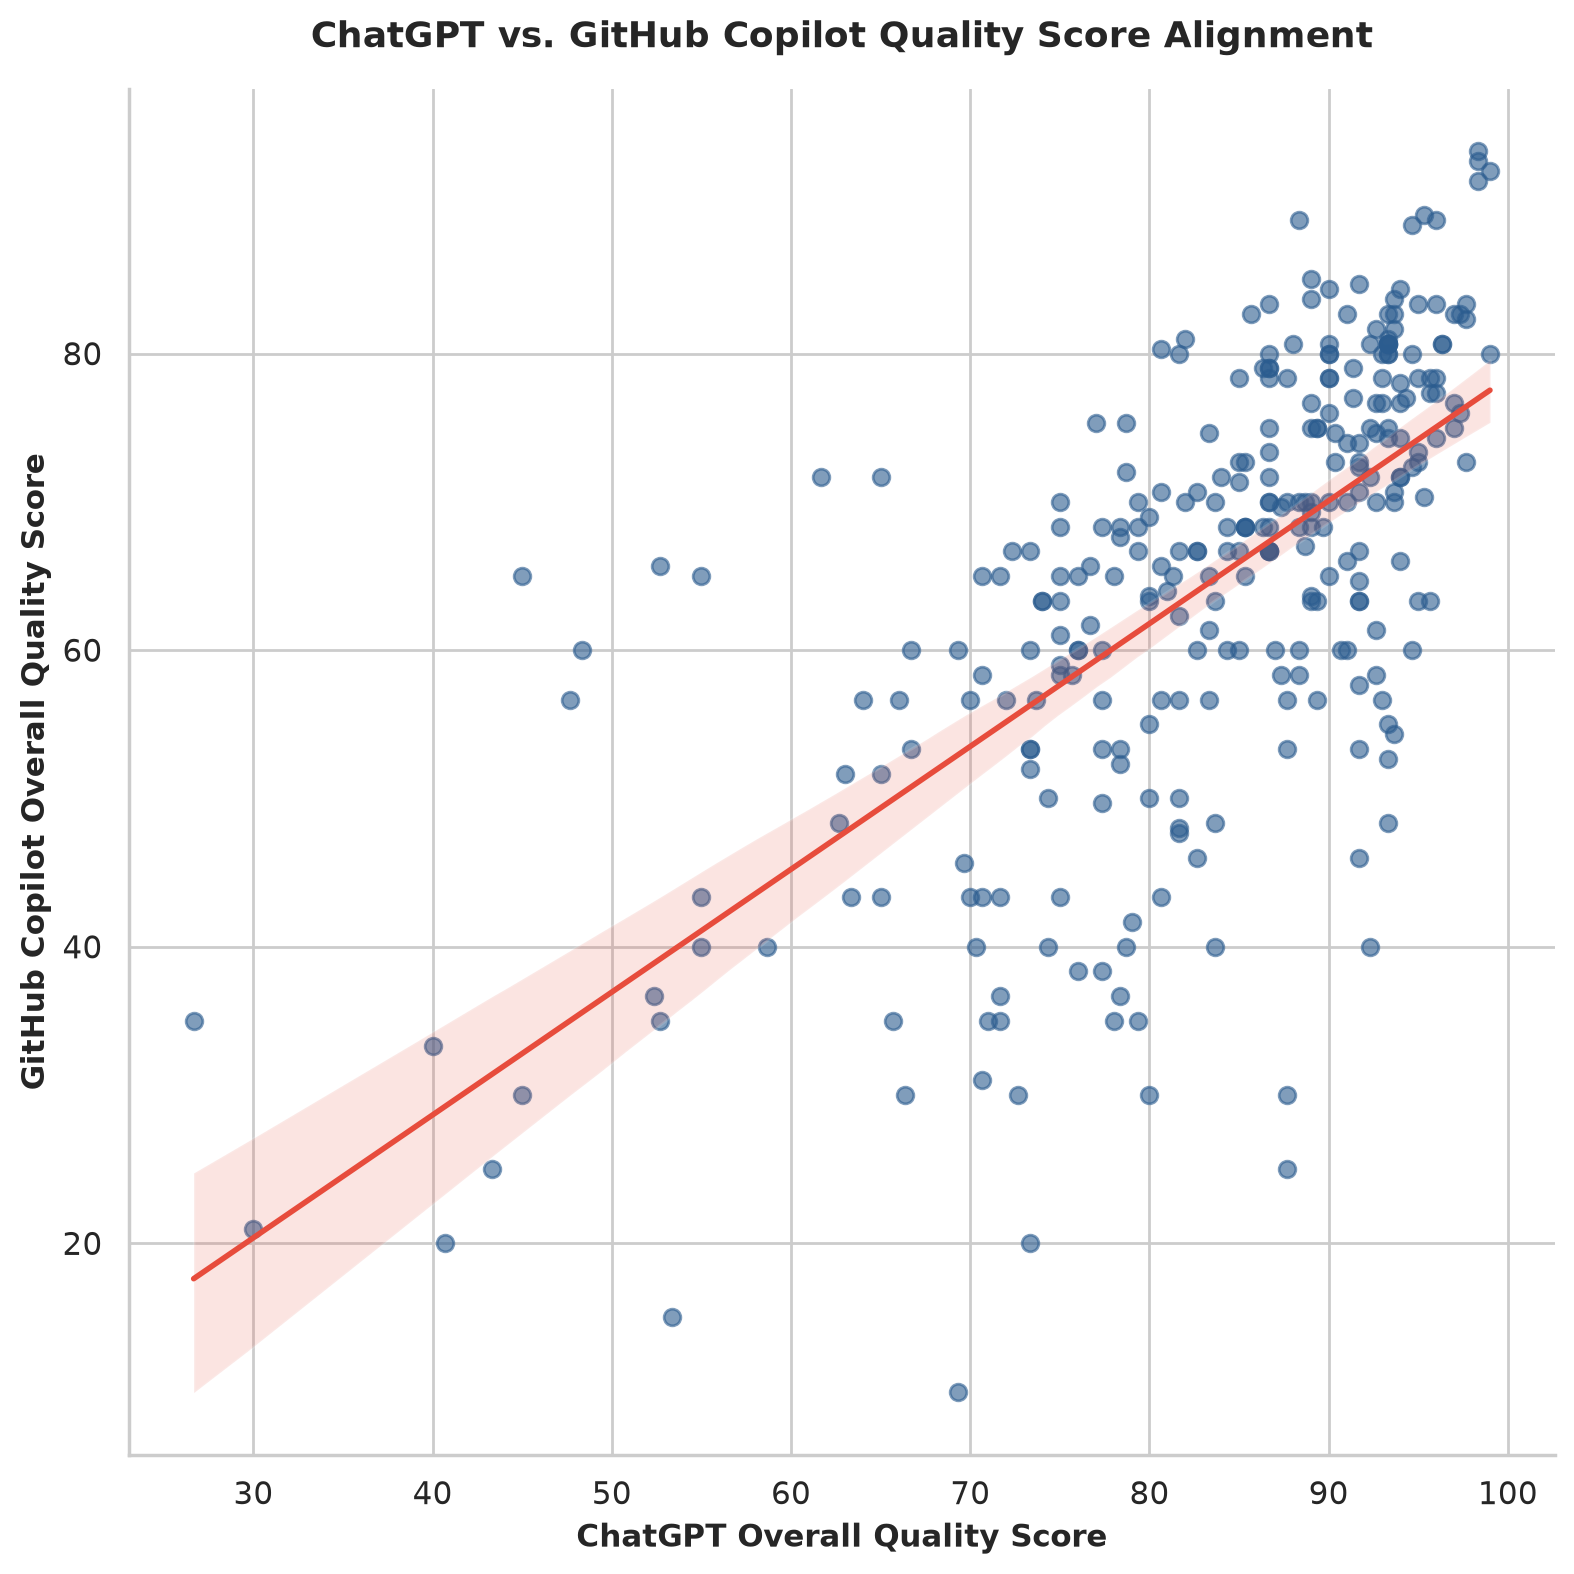 ChatGPT vs. GitHub Copilot Quality Score Alignment
GitHub Copilot Overall Quality Score
80
60
40
20
30 40 50 60 70 80 90 100
ChatGPT Overall Quality Score